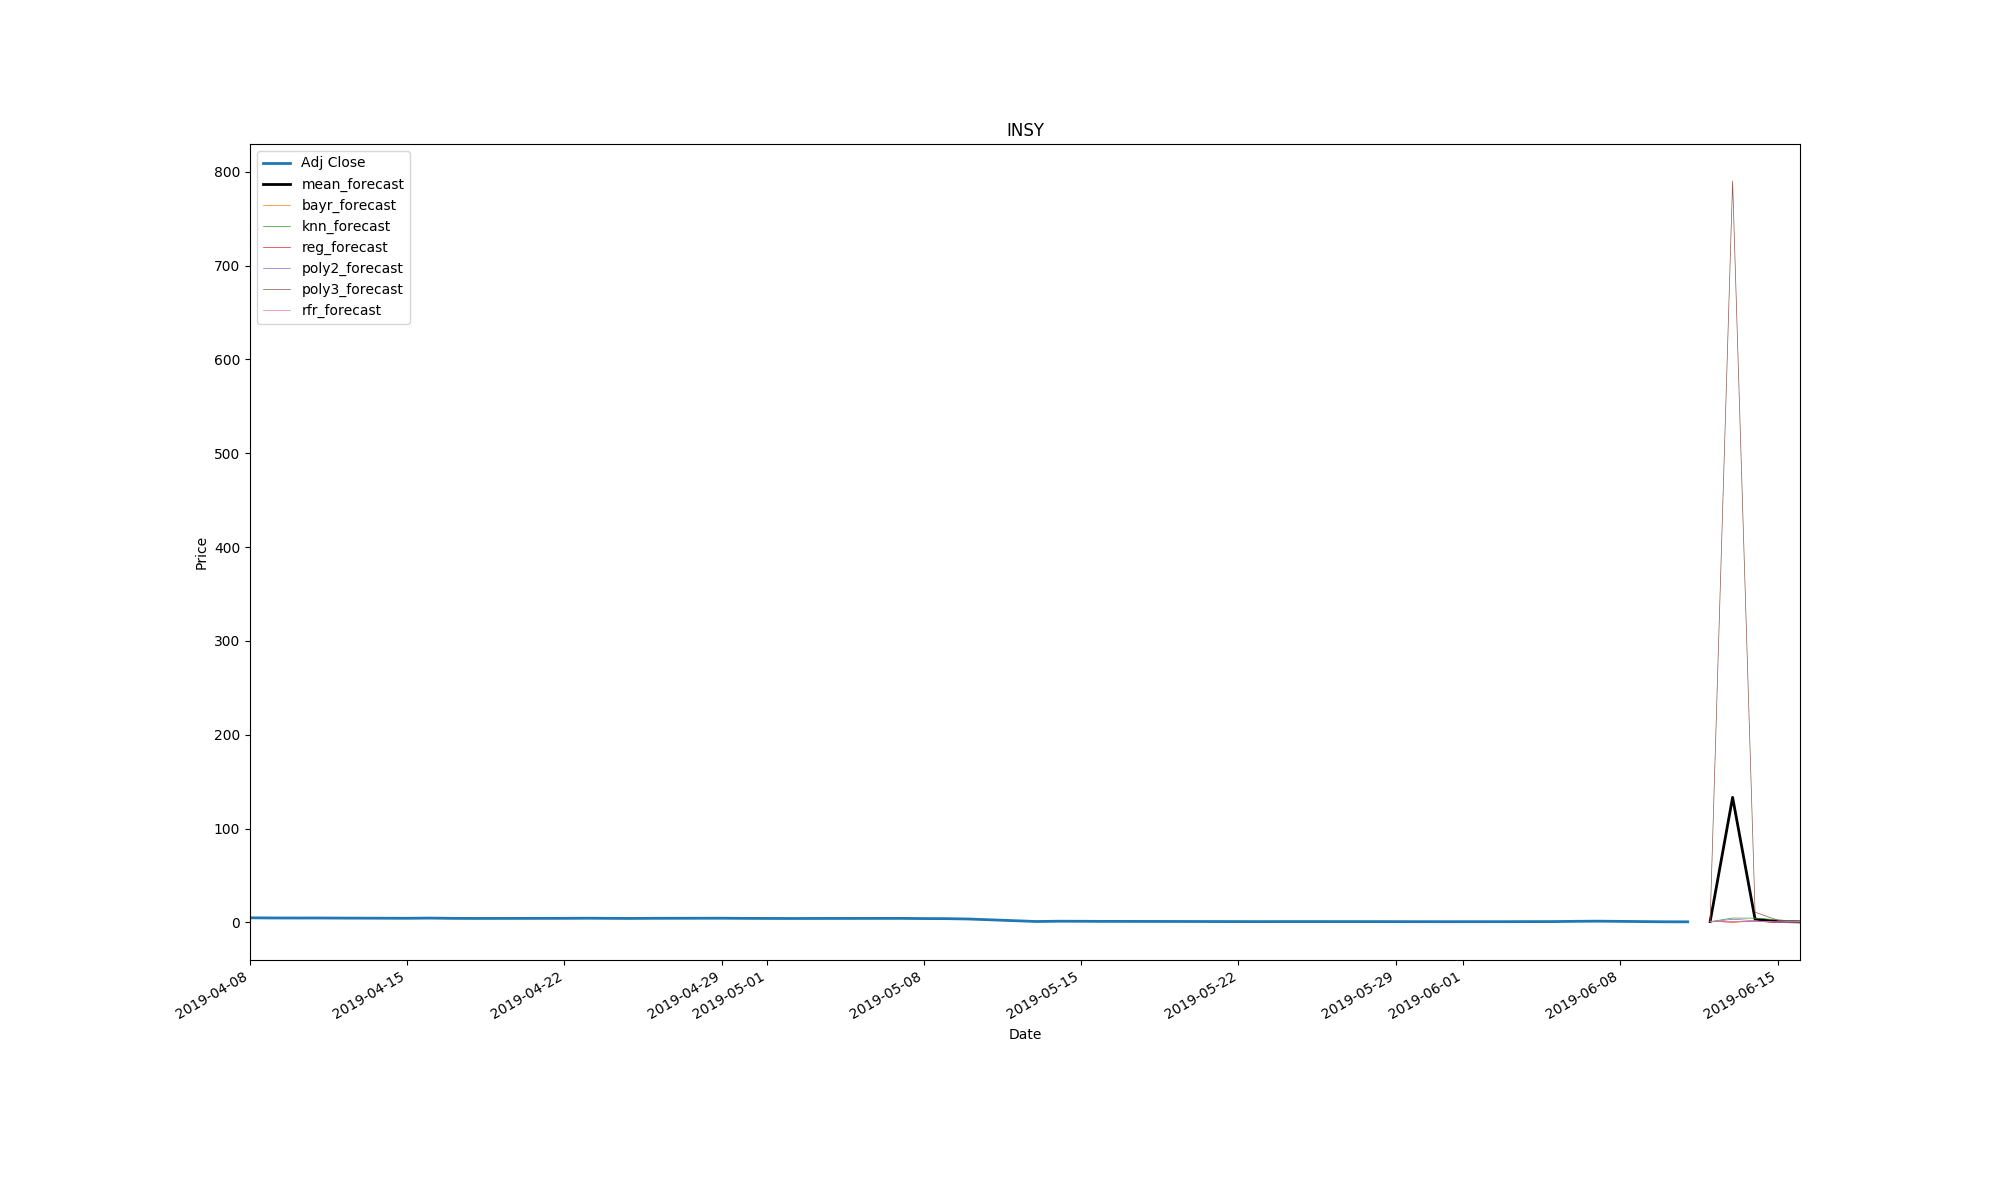 INSY
Adj Close
mean_forecast
bayr_forecast
knn_forecast
reg_forecast
poly2_forecast
poly3_forecast
rfr_forecast
800
700
600
500
400
300
200
100
0
Price
2019-04-08
2019-04-15
2019-04-22
2019-04-29
2019-05-01
2019-05-08
2019-05-15
2019-05-22
2019-05-29
2019-06-01
2019-06-08
2019-06-15
Date